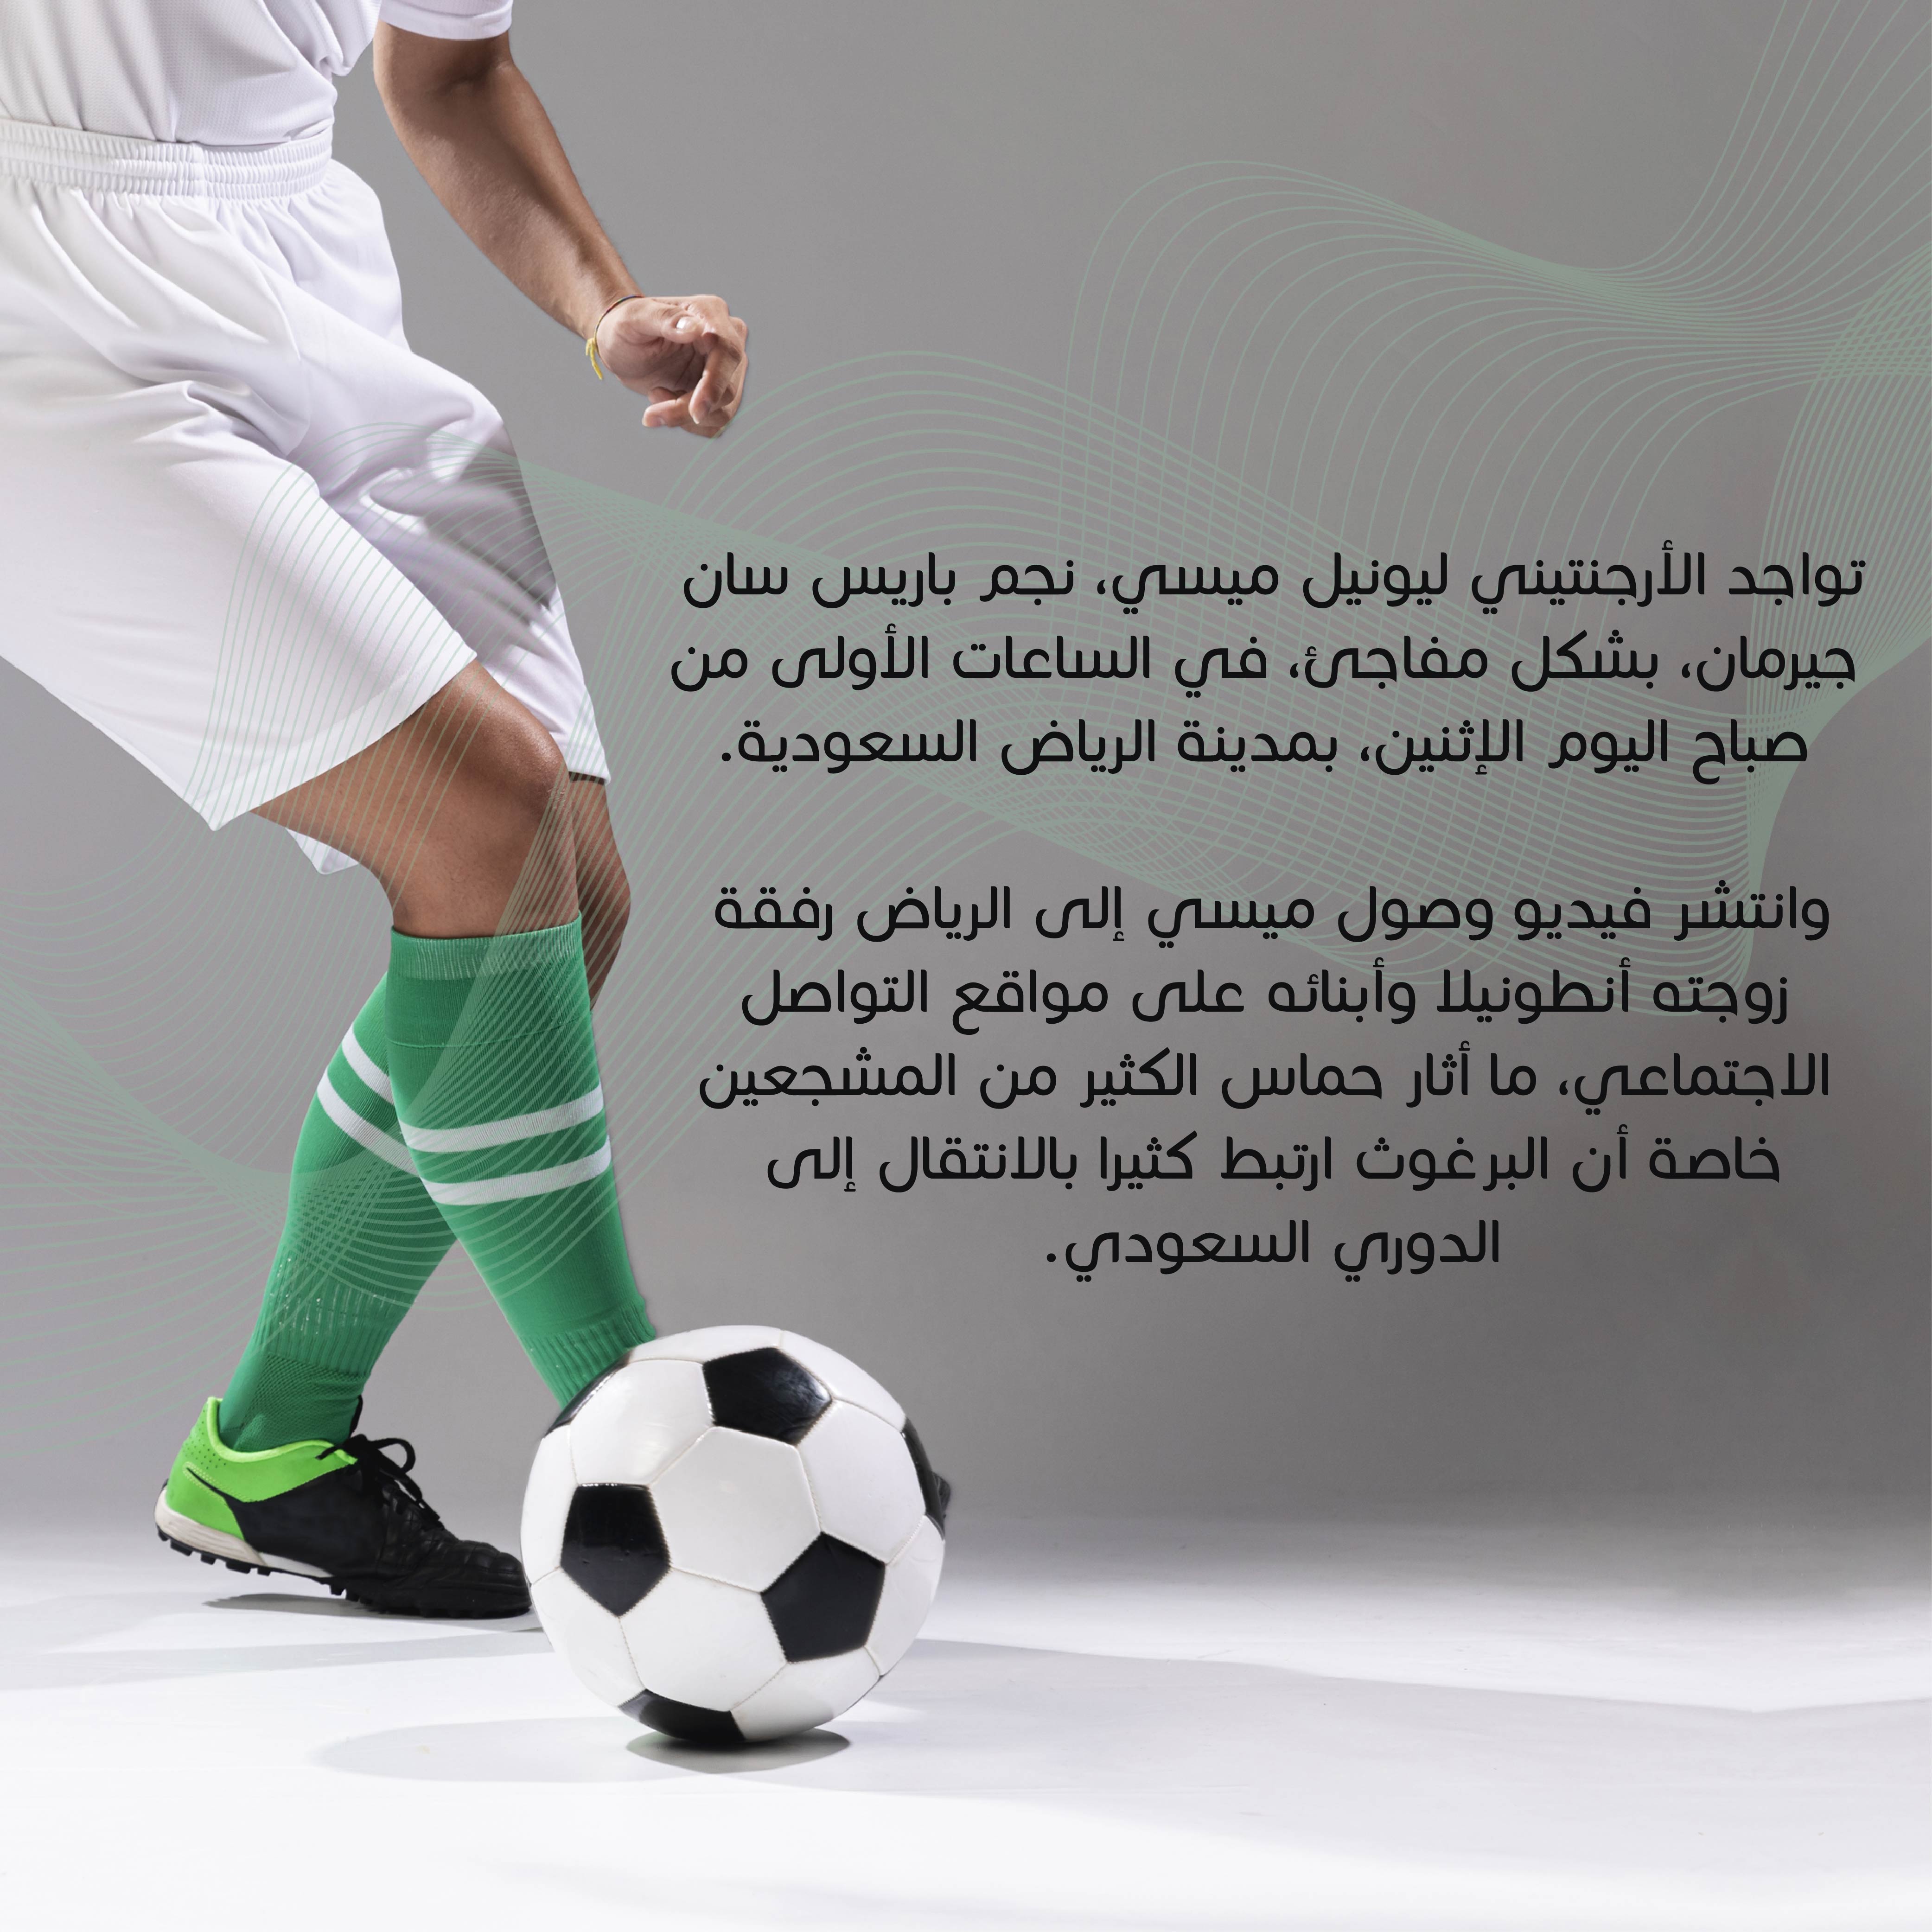 تواجد الأرجنتيني ليونيل ميسي، نجم باريس سان
جيرمان، بشكل مفاجئ، في الساعات الأولى من
صباح اليوم الإثنين، بمدينة الرياض السعودية.
وانتشر فيديو وصول ميسي إلى الرياض رفقة
زوجته أنطونيلا وأبنائه على مواقع التواصل
الاجتماعي، ما أثار حماس الكثير من المشجعين
خاصة أن البرغوث ارتبط كثيرا بالانتقال إلى
الدوري السعودي.